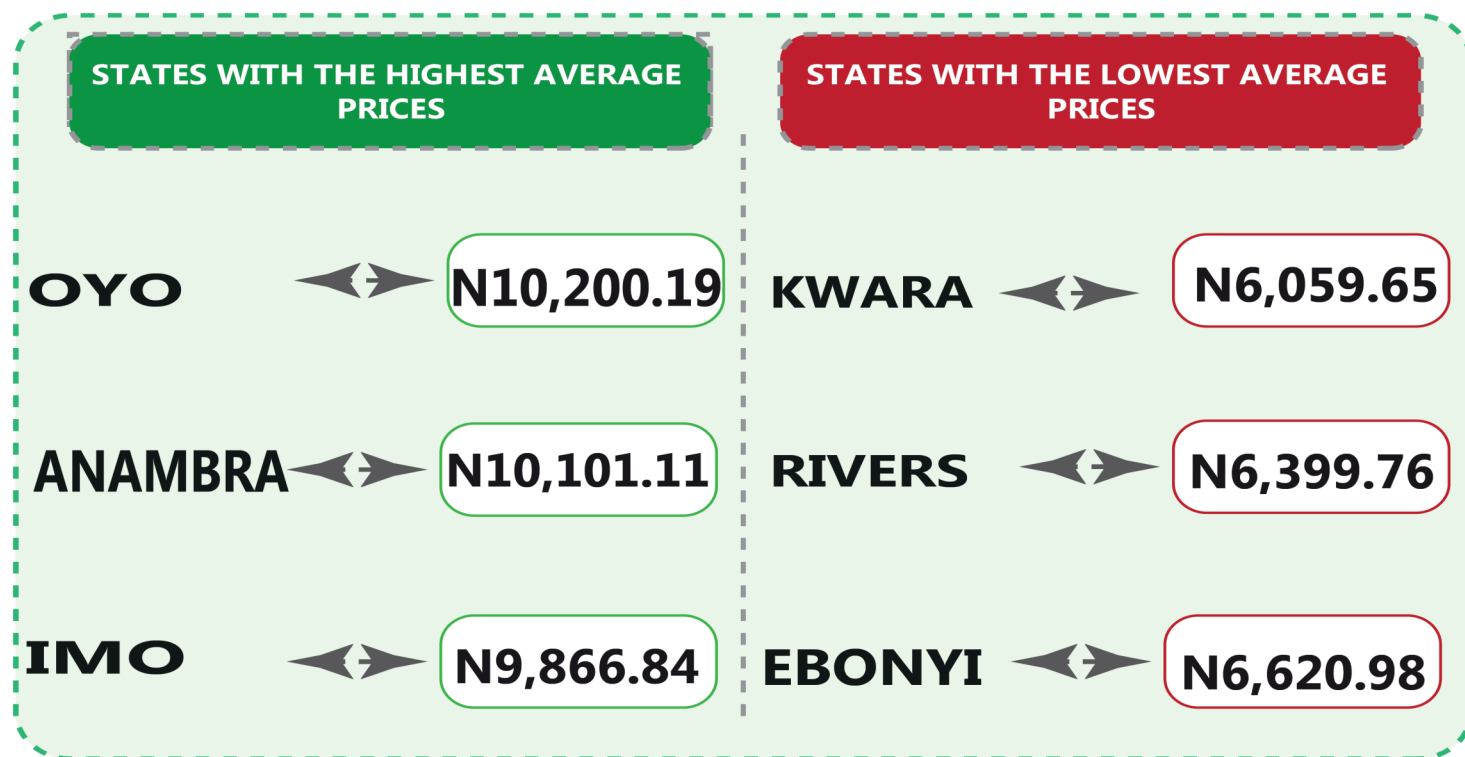 STATES WITH THE HIGHEST AVERAGE
PRICES
OYO N10,200.19
ANAMBRA N10,101.11
IMO N9,866.84
STATES WITH THE LOWEST AVERAGE
PRICES
KWARA N6,059.65
RIVERS N6,399.76
EBONYI N6,620.98